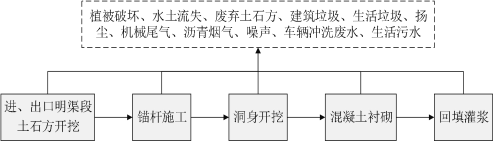 植被破坏、水土流失、废弃土石方、建筑垃圾、生活垃圾、扬
尘、机械尾气、沥青烟气、噪声、车辆冲洗废水、生活污水
进、出口明渠段
土石方开挖
锚杆施工
洞身开挖
混凝土衬砌
回填灌浆